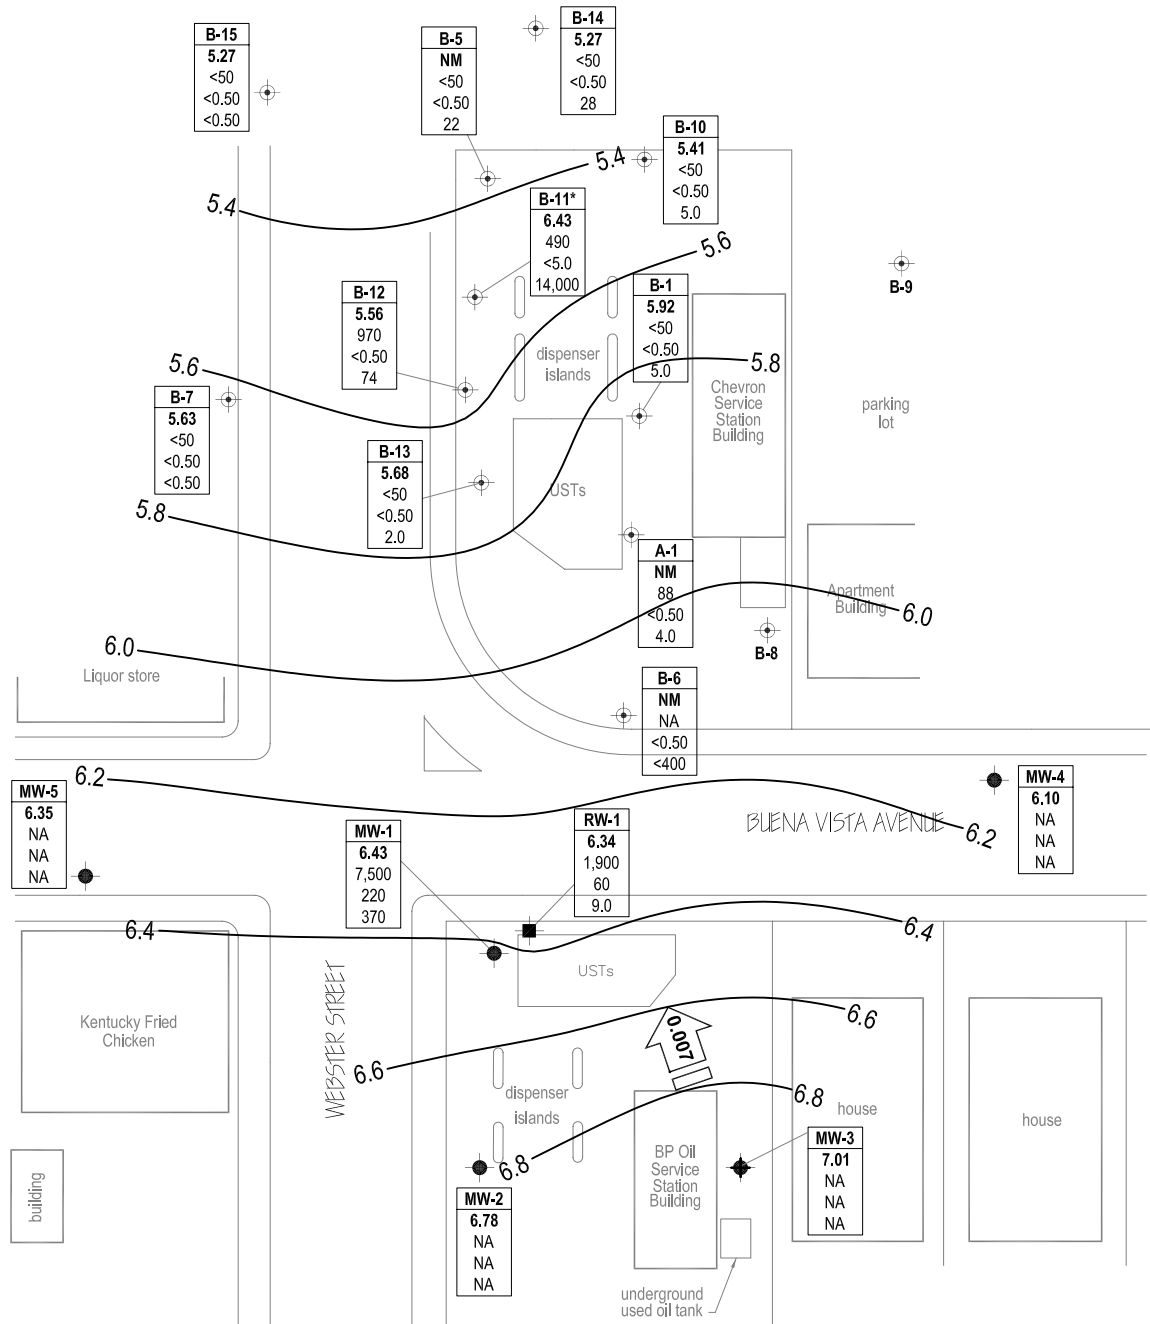 B-15
5.27
<50
<0.50
<0.50
B-5
NM
<50
<0.50
22
B-14
5.27
<50
<0.50
28
B-10
5.41
<50
<0.50
5.0
5.4
5.4
B-11*
6.43
490
<5.0
14,000
5.6
5.6
B-9
B-12
5.56
970
<0.50
74
B-1
5.92
<50
<0.50
5.0
dispenser
islands
5.8
5.8
Chevron
Service
Station
Building
parking
lot
B-7
5.63
<50
<0.50
<0.50
B-13
5.68
<50
<0.50
2.0
USTs
A-1
NM
88
<0.50
4.0
Apartment
Building
6.0
6.0
B-8
Liquor store
B-6
NM
NA
<0.50
<400
6.2
6.2
MW-5
6.35
NA
NA
NA
MW-4
6.10
NA
NA
NA
BUENA VISTA AVENUE
MW-1
6.43
7,500
220
370
RW-1
6.34
1,900
60
9.0
6.4
6.4
USTs
WEBSTER STREET
Kentucky Fried
Chicken
6.6
6.6
0.007
dispenser
islands
6.8
6.8
house
house
MW-3
7.01
NA
NA
NA
BP Oil
Service
Station
Building
building
MW-2
6.78
NA
NA
NA
underground
used oil tank